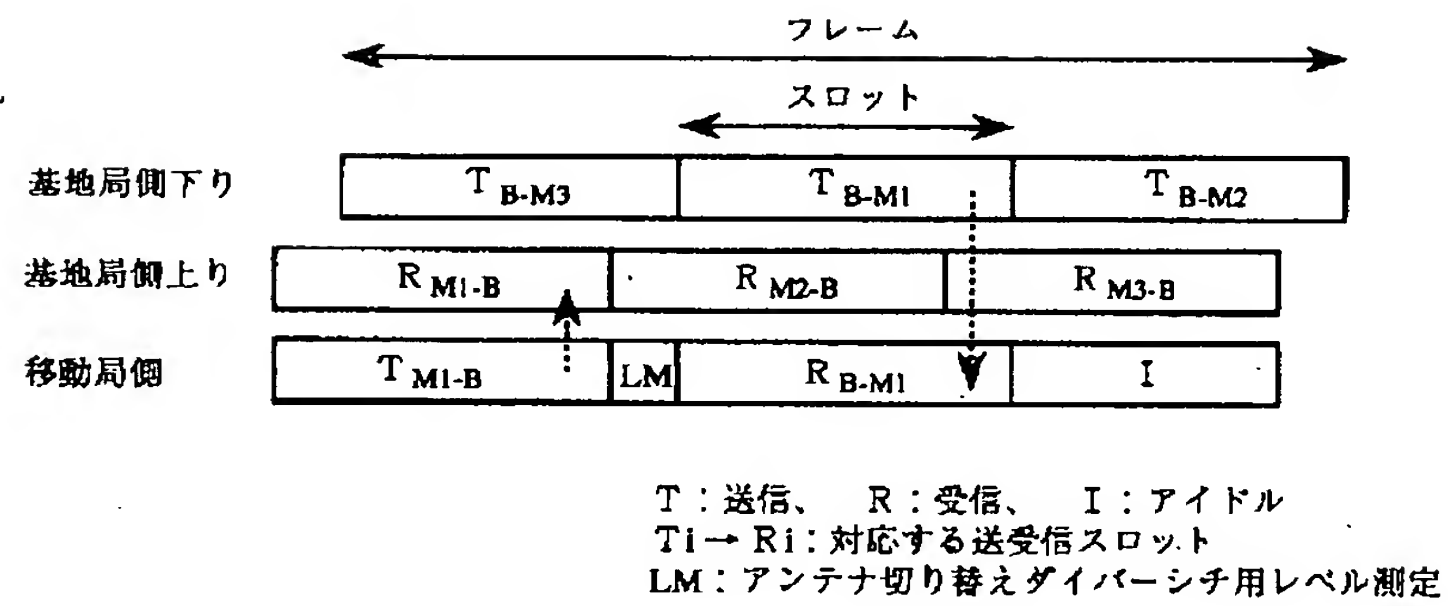 フレーム
スロット
基地局側下り
T B-M3
T B-M1
T B-M2
基地局側上り
R M1-B
R M2-B
R M3-B
移動局側
T M1-B
LM
R B-M1
I
T：送信、 R：受信、 I：アイドル
Ti→Ri：対応する送受信スロット
LM：アンテナ切り替えダイバーシチ用レベル測定